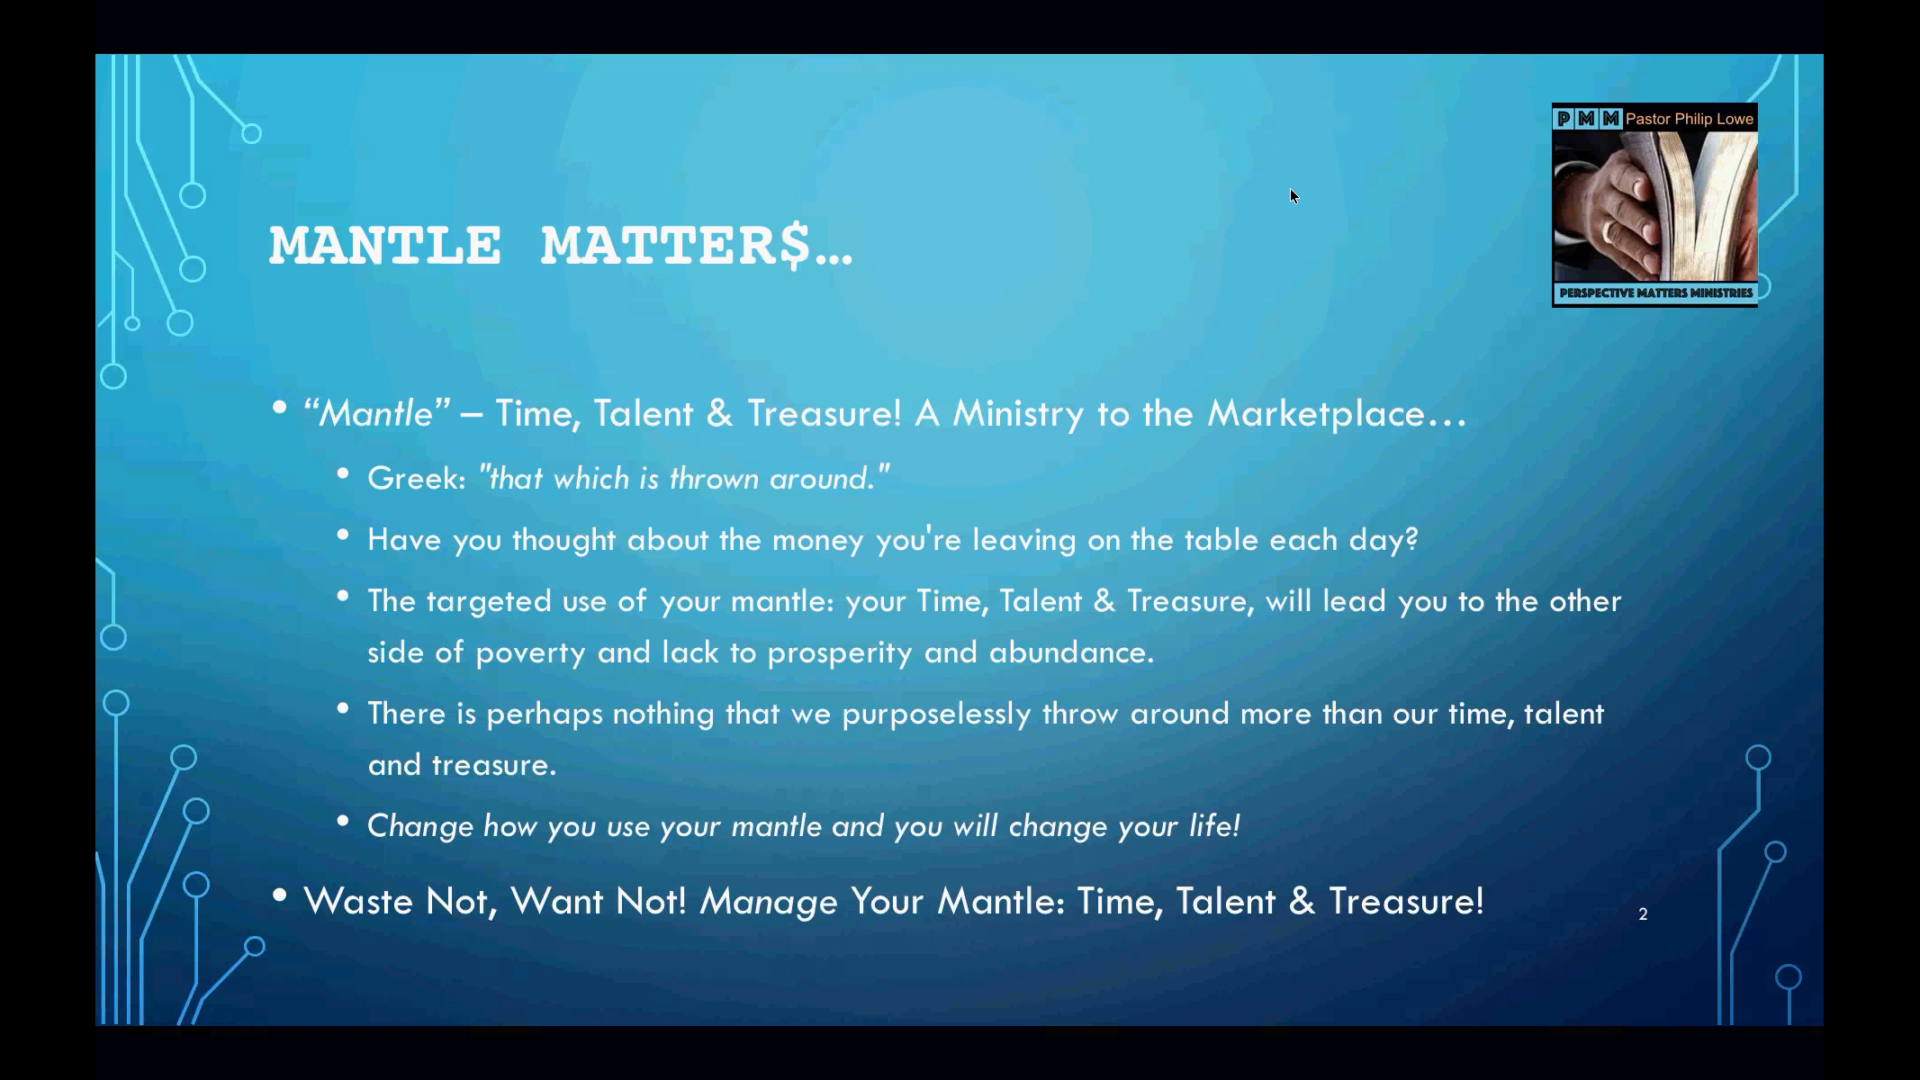 P M M Pastor Philip Lowe
PERSPECTIVE MATTERS MINISTRIES
MANTLE MATTER$...
• “Mantle” – Time, Talent & Treasure! A Ministry to the Marketplace…
• Greek: "that which is thrown around."
• Have you thought about the money you're leaving on the table each day?
• The targeted use of your mantle: your Time, Talent & Treasure, will lead you to the other
side of poverty and lack to prosperity and abundance.
• There is perhaps nothing that we purposelessly throw around more than our time, talent
and treasure.
• Change how you use your mantle and you will change your life!
• Waste Not, Want Not! Manage Your Mantle: Time, Talent & Treasure!
2